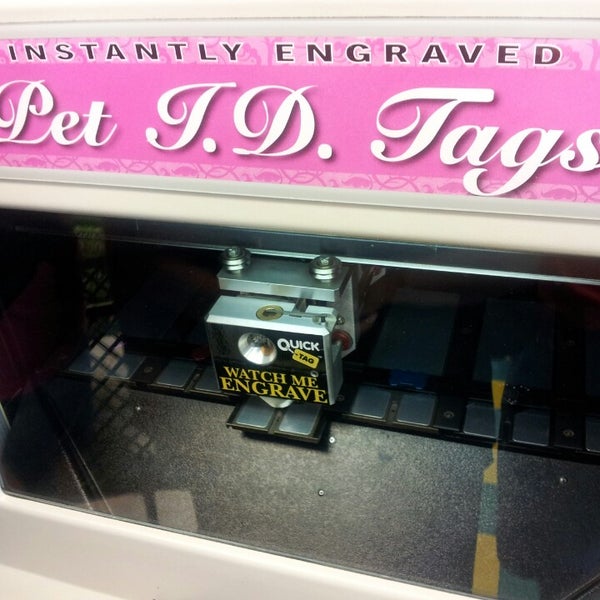 INSTANTLY ENGRAVED
Pet I.D. Tags
QUICK
TAG
WATCH ME
ENGRAVE